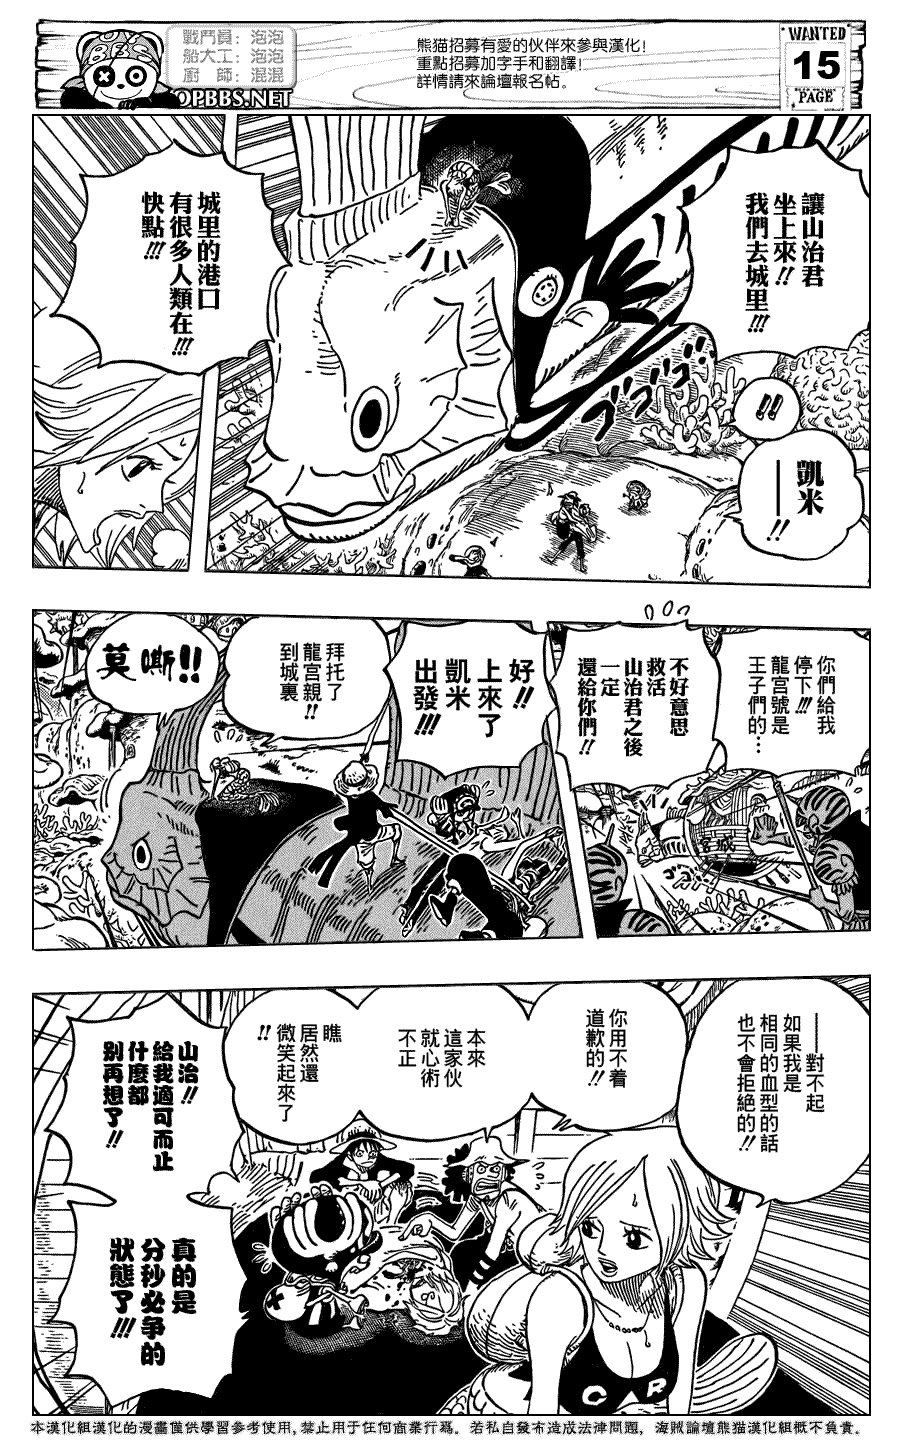 戰鬥員：泡泡
船大工：泡泡
廚　師：混混
OPBBS.NET
熊猫招募有愛的伙伴來參與漢化！
重點招募加字手和翻譯！
詳情請來論壇報名帖。
WANTED
15
PAGE
讓山治君
坐上來!!
我們去城里!!!
城里的港口
有很多人類在!!!
快點!!!
!!
凱米
——!!
ゴゴゴゴ
你們給我
停下!!!
龍宮號是
王子們的…
不好意思
救活
山治君之後
一定
還給你們!!
好!!
上來了
凱米
出發!!!
拜托了
龍宮親!!
到城裏
莫嘶!!
——對不起
如果我是
相同的血型的話
也不會拒絕的!!
你用不着
道歉的!!
本來
這家伙
就心術
不正
瞧
居然還
微笑起來了
!!
山治!!
給我適可而止
什麼都
别再想了!!
真的是
分秒必爭的
狀態了!!!
C R
本漢化組漢化的漫畫僅供學習參考使用,禁止用于任何商業行爲。若私自發布造成法律問題，海賊論壇熊猫漢化組概不負責。